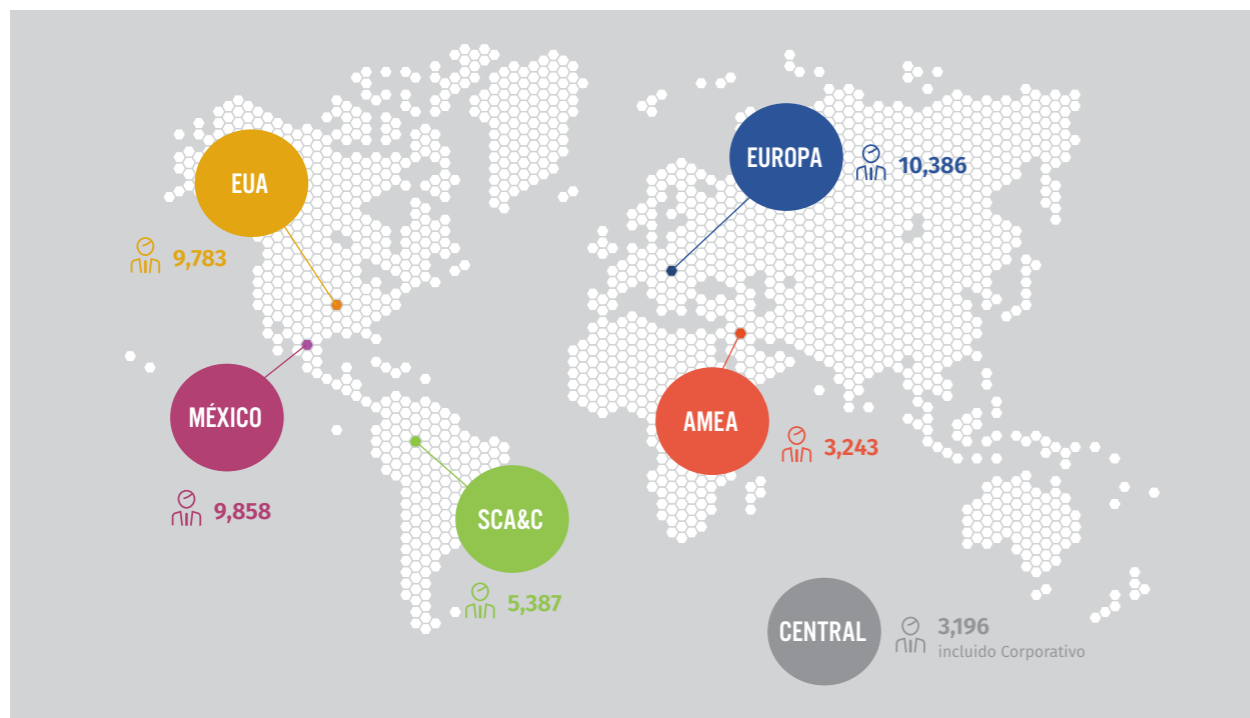 EUA
9,783
MÉXICO
9,858
SCA&C
5,387
EUROPA
10,386
AMEA
3,243
CENTRAL
3,196
incluido Corporativo